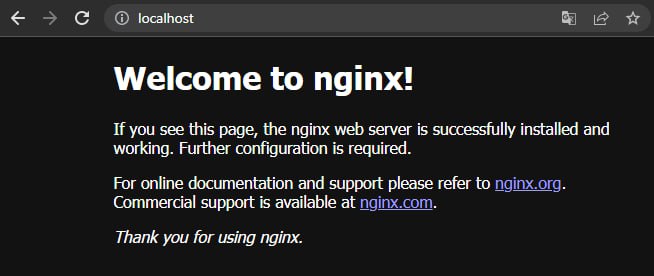 localhost
Welcome to nginx!
If you see this page, the nginx web server is successfully installed and
working. Further configuration is required.
For online documentation and support please refer to nginx.org.
Commercial support is available at nginx.com.
Thank you for using nginx.